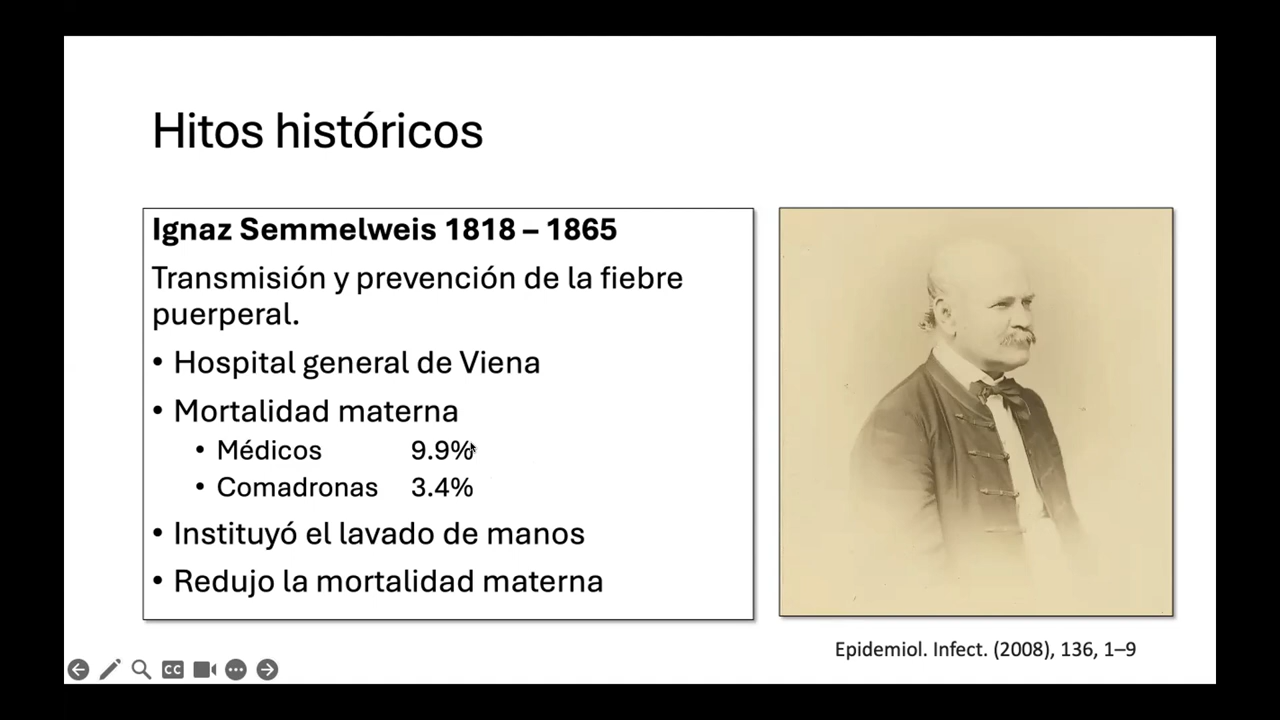 Hitos históricos
Ignaz Semmelweis 1818 – 1865
Transmisión y prevención de la fiebre
puerperal.
• Hospital general de Viena
• Mortalidad materna
• Médicos 9.9%
• Comadronas 3.4%
• Instituyó el lavado de manos
• Redujo la mortalidad materna
Epidemiol. Infect. (2008), 136, 1–9
CC